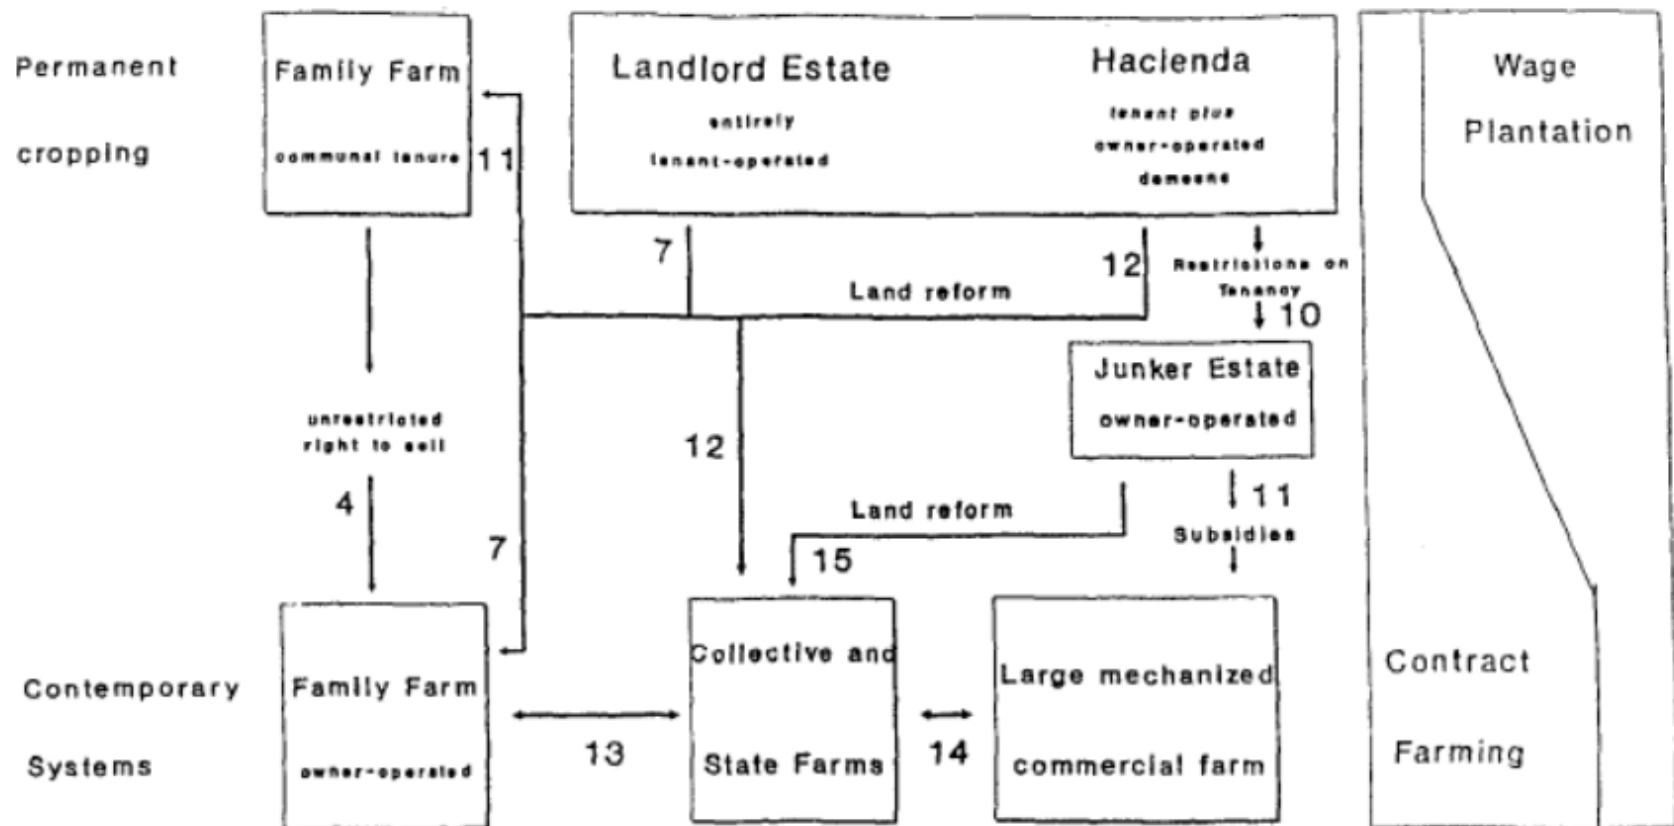 Permanent
cropping
Family Farm
communal tenure
11
Landlord Estate
entirely
tenant-operated
Hacienda
tenant plus
owner-operated
demesne
Wage
Plantation
7
12
Restrictions on
Tenancy
10
Land reform
Junker Estate
owner-operated
unrestricted
right to sell
4
12
7
Land reform
15
11
Subsidies
Contemporary
Systems
Family Farm
owner-operated
13
Collective and
State Farms
14
Large mechanized
commercial farm
Contract
Farming